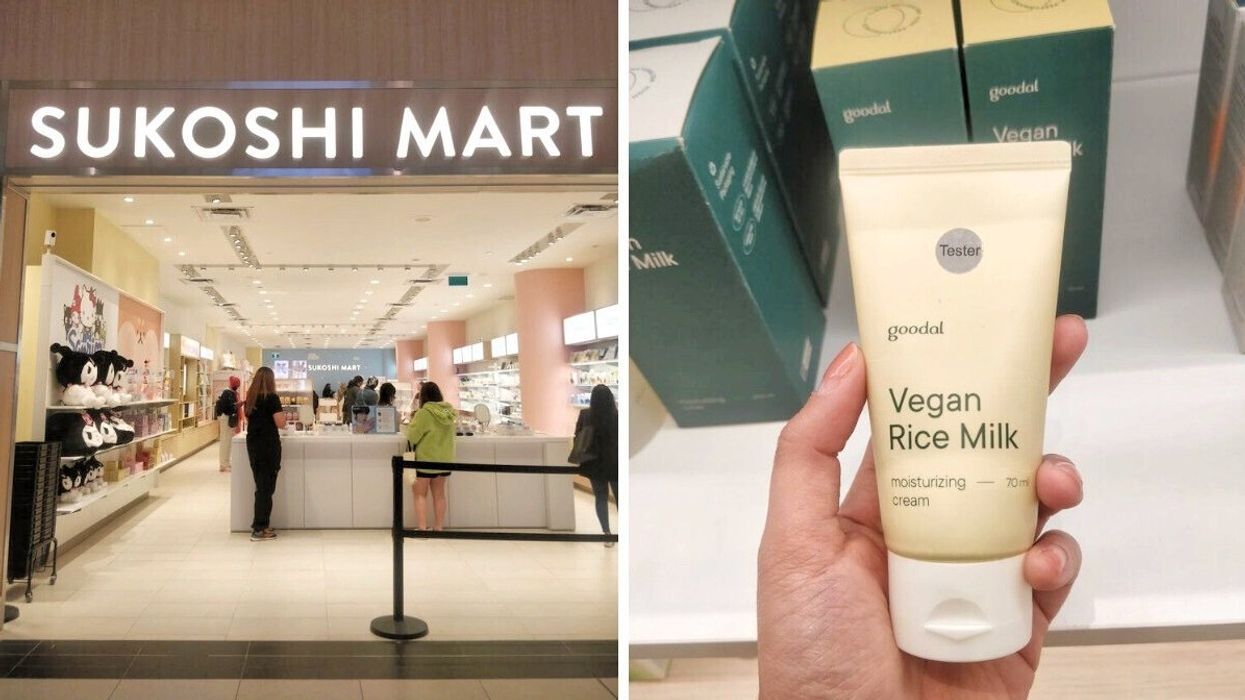 SUKOSHI MART
SUKOSHI MART
goodal
goodal
Vegan
Milk
Tester
goodal
Vegan
Rice Milk
moisturizing — 70 ml
cream